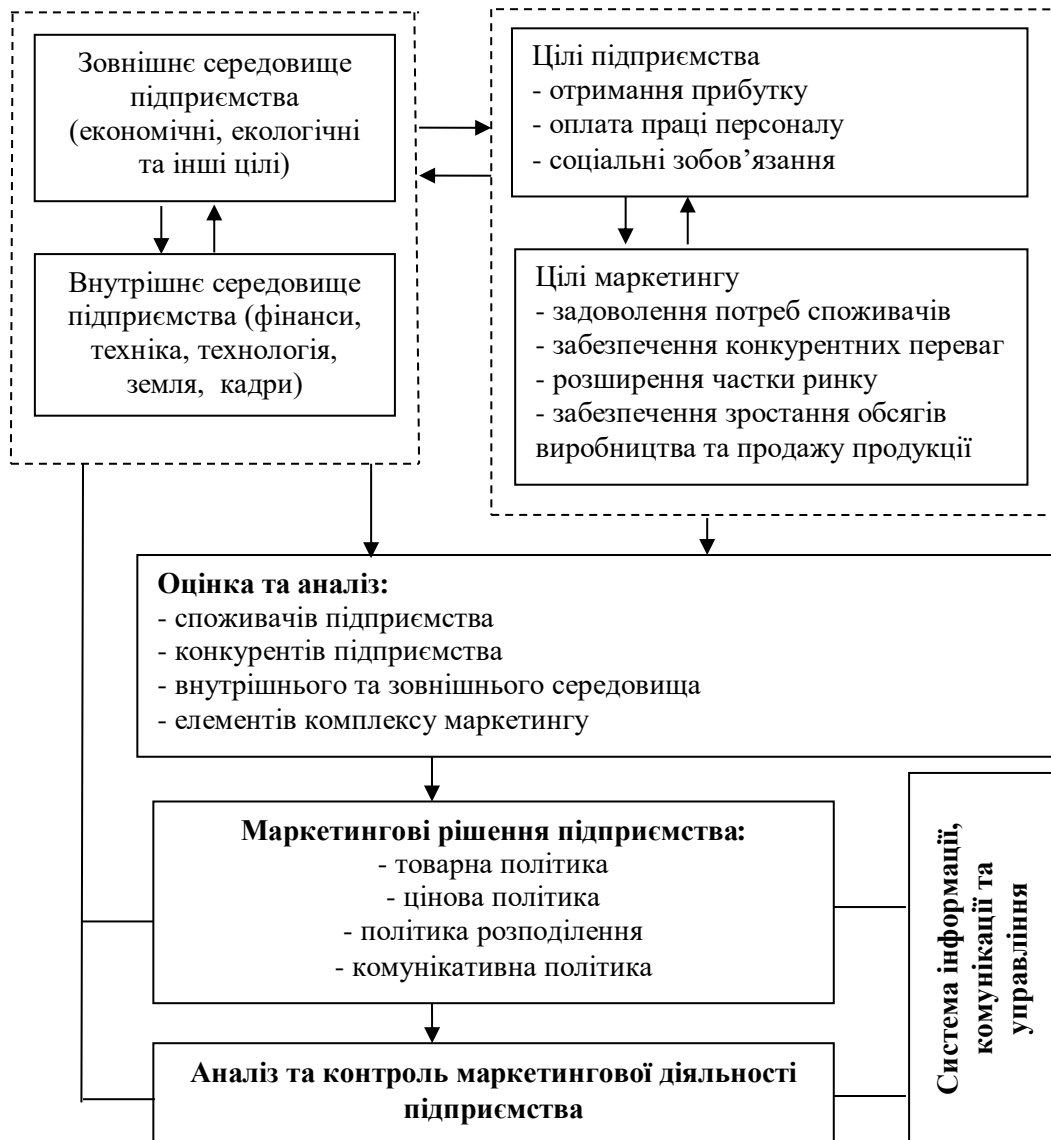 Зовнішнє середовище
підприємства
(економічні, екологічні
та інші цілі)
Внутрішнє середовище
підприємства (фінанси,
техніка, технологія,
земля, кадри)
Цілі підприємства
- отримання прибутку
- оплата праці персоналу
- соціальні зобов’язання
Цілі маркетингу
- задоволення потреб споживачів
- забезпечення конкурентних переваг
- розширення частки ринку
- забезпечення зростання обсягів
виробництва та продажу продукції
Оцінка та аналіз:
- споживачів підприємства
- конкурентів підприємства
- внутрішнього та зовнішнього середовища
- елементів комплексу маркетингу
Маркетингові рішення підприємства:
- товарна політика
- цінова політика
- політика розподілення
- комунікативна політика
Аналіз та контроль маркетингової діяльності
підприємства
Система інформації,
комунікації та
управління